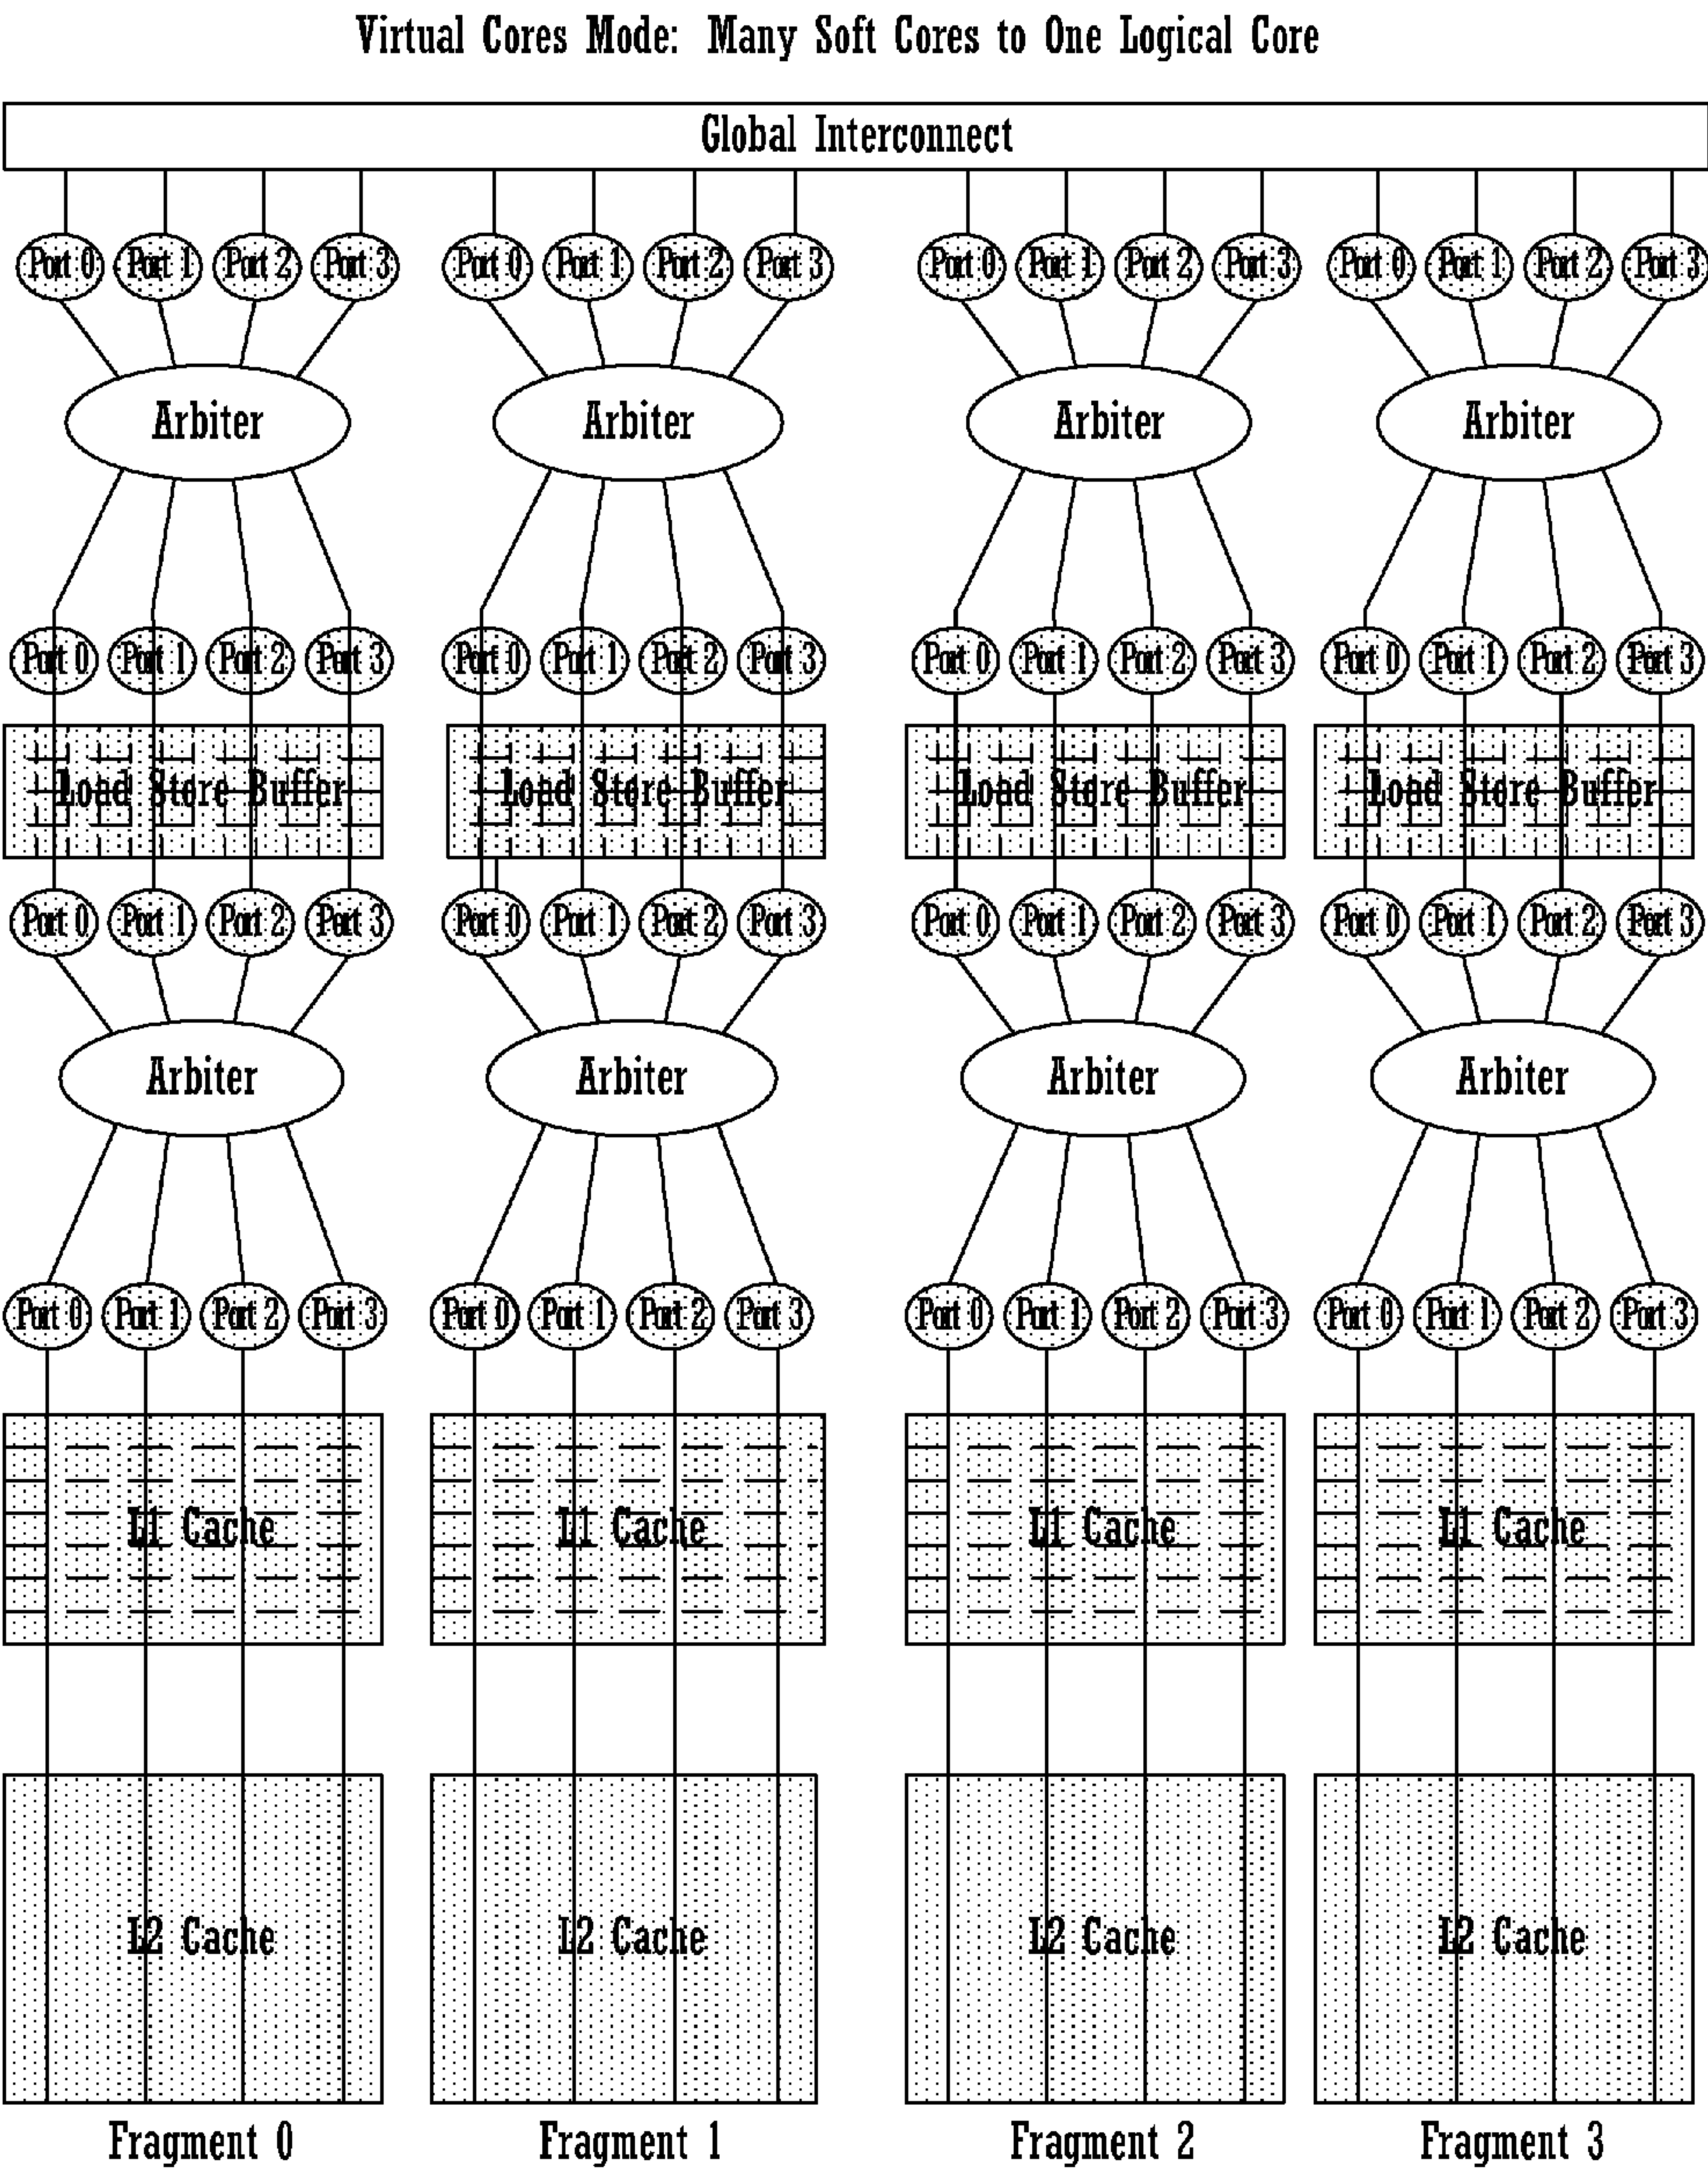 Virtual Cores Mode: Many Soft Cores to One Logical Core
Global Interconnect
Port 0 Port 1 Port 2 Port 3 Port 0 Port 1 Port 2 Port 3 Port 0 Port 1 Port 2 Port 3 Port 0 Port 1 Port 2 Port 3
Arbiter Arbiter Arbiter Arbiter
Port 0 Port 1 Port 2 Port 3 Port 0 Port 1 Port 2 Port 3 Port 0 Port 1 Port 2 Port 3 Port 0 Port 1 Port 2 Port 3
Load Store Buffer Load Store Buffer Load Store Buffer Load Store Buffer
Port 0 Port 1 Port 2 Port 3 Port 0 Port 1 Port 2 Port 3 Port 0 Port 1 Port 2 Port 3 Port 0 Port 1 Port 2 Port 3
Arbiter Arbiter Arbiter Arbiter
Port 0 Port 1 Port 2 Port 3 Port 0 Port 1 Port 2 Port 3 Port 0 Port 1 Port 2 Port 3 Port 0 Port 1 Port 2 Port 3
L1 Cache L1 Cache L1 Cache L1 Cache
L2 Cache L2 Cache L2 Cache L2 Cache
Fragment 0 Fragment 1 Fragment 2 Fragment 3